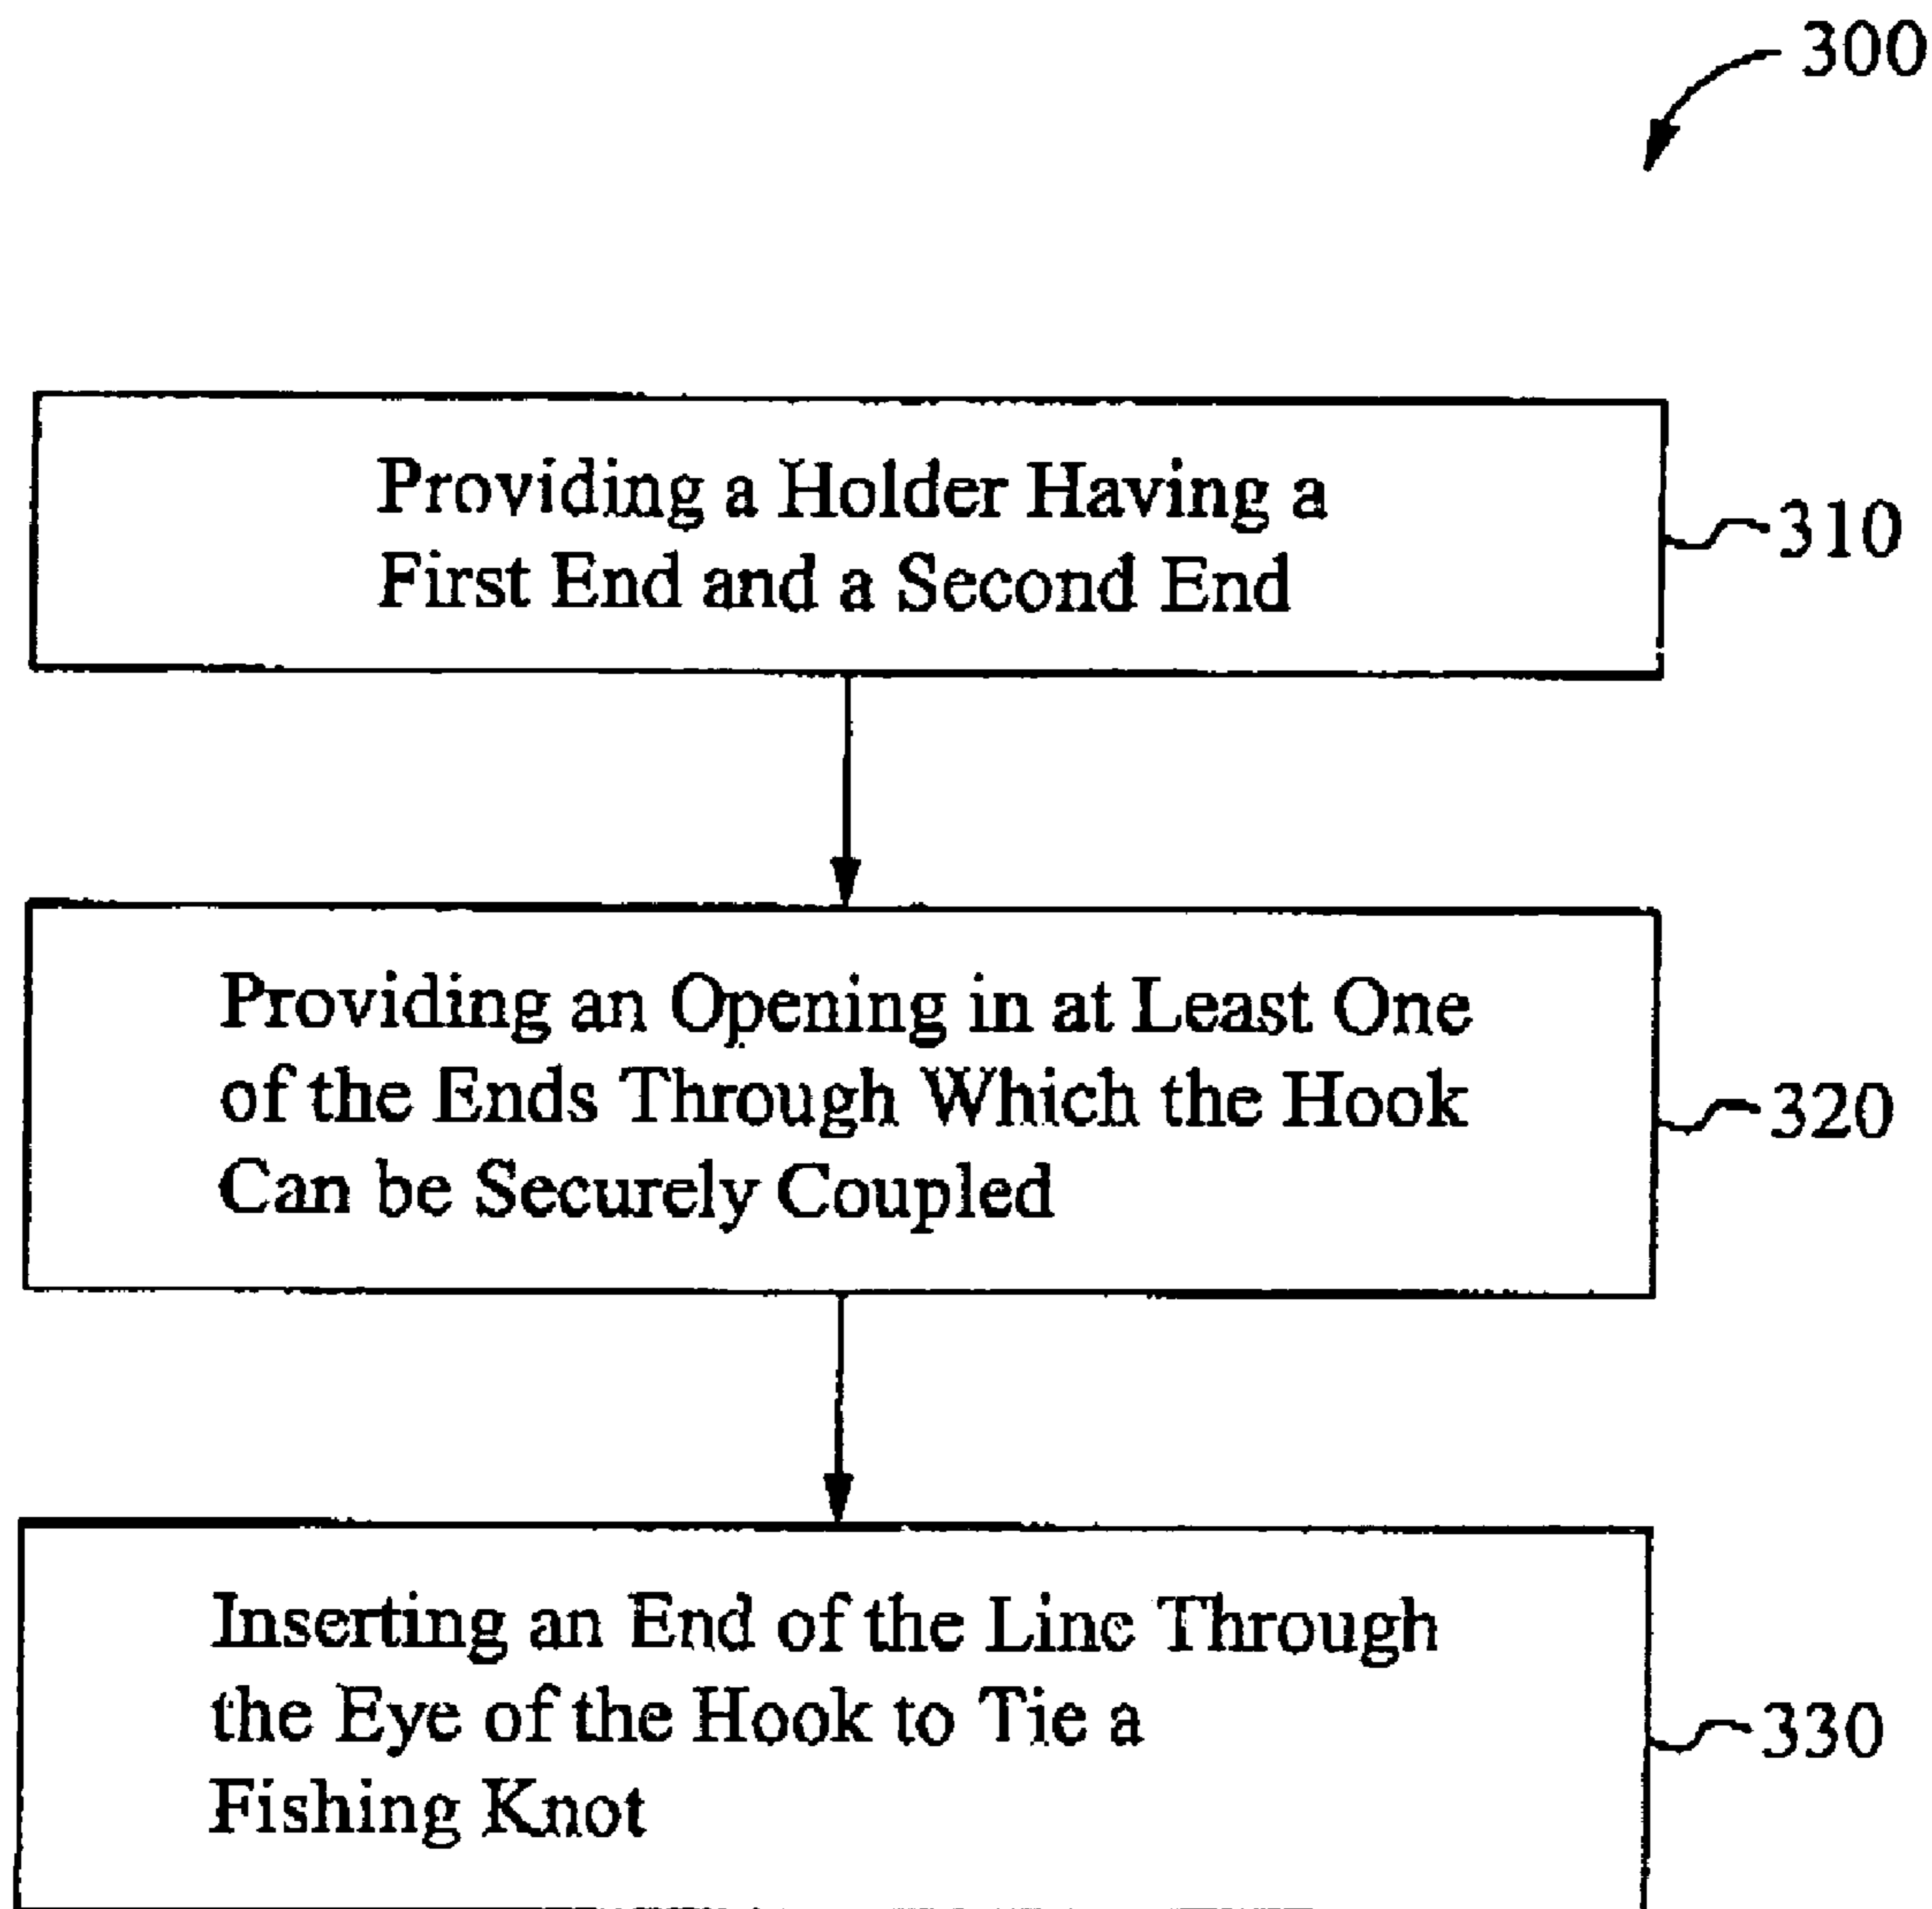 300
Providing a Holder Having a
First End and a Second End
310
Providing an Opening in at Least One
of the Ends Through Which the Hook
Can be Securely Coupled
320
Inserting an End of the Line Through
the Eye of the Hook to Tie a
Fishing Knot
330